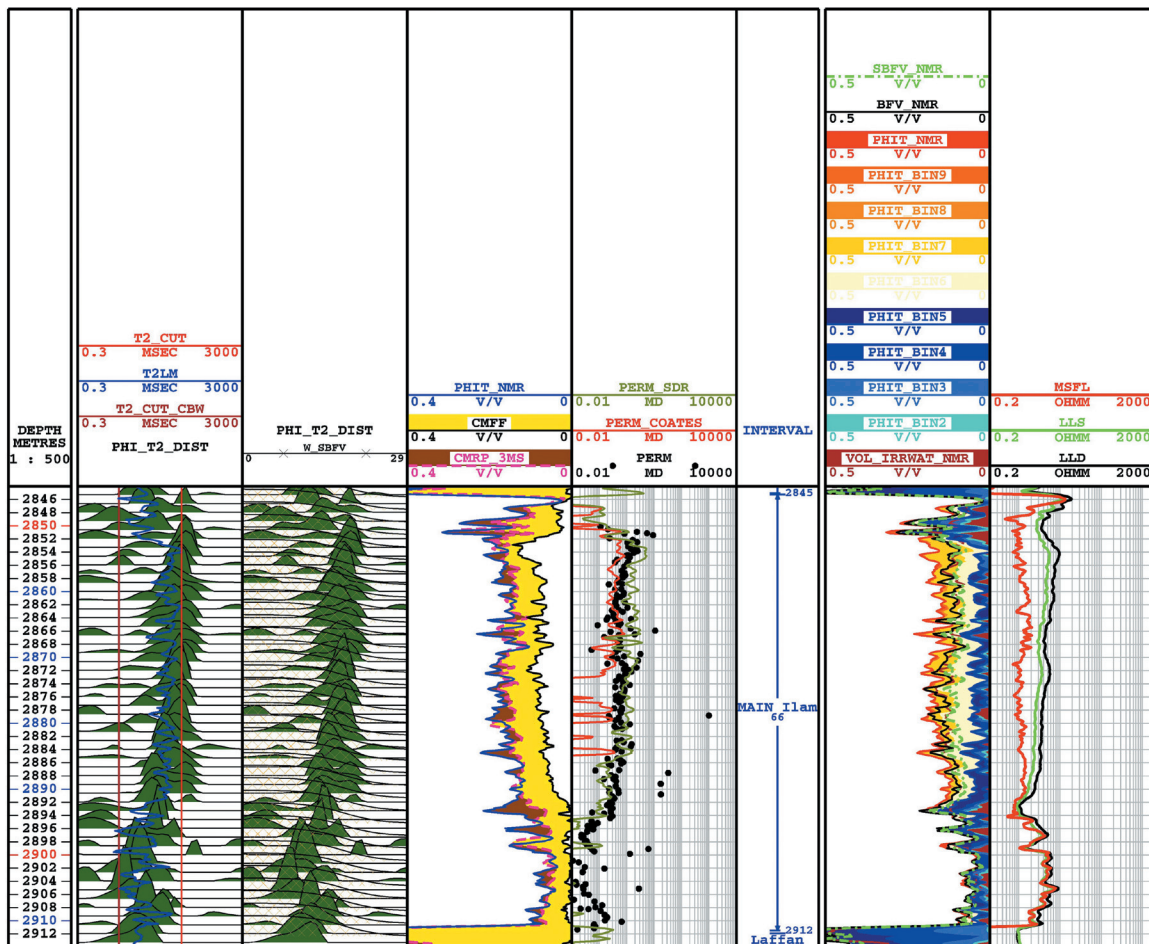 DEPTH
METRES
1 : 500
T2_CUT
0.3 MSEC 3000
T2LM
0.3 MSEC 3000
T2_CUT_CBW
0.3 MSEC 3000
PHI_T2_DIST
PHI_T2_DIST
W_SBFV
0 29
PHIT_NMR
0.4 V/V 0
CMFF
0.4 V/V 0
CMRP_3MS
0.4 V/V 0
PERM_SDR
0.01 MD 10000
PERM_COATES
0.01 MD 10000
PERM
0.01 MD 10000
INTERVAL
SBFV_NMR
0.5 V/V 0
BFV_NMR
0.5 V/V 0
PHIT_NMR
0.5 V/V 0
PHIT_BIN9
0.5 V/V 0
PHIT_BIN8
0.5 V/V 0
PHIT_BIN7
0.5 V/V 0
PHIT_BIN6
0.5 V/V 0
PHIT_BIN5
0.5 V/V 0
PHIT_BIN4
0.5 V/V 0
PHIT_BIN3
0.5 V/V 0
PHIT_BIN2
0.5 V/V 0
VOL_IRRWAT_NMR
0.5 V/V 0
MSFL
0.2 OHMM 2000
LLS
0.2 OHMM 2000
LLD
0.2 OHMM 2000
2846
2848
2850
2852
2854
2856
2858
2860
2862
2864
2866
2868
2870
2872
2874
2876
2878
2880
2882
2884
2886
2888
2890
2892
2894
2896
2898
2900
2902
2904
2906
2908
2910
2912
2845
MAIN Ilam
66
2912
Laffan